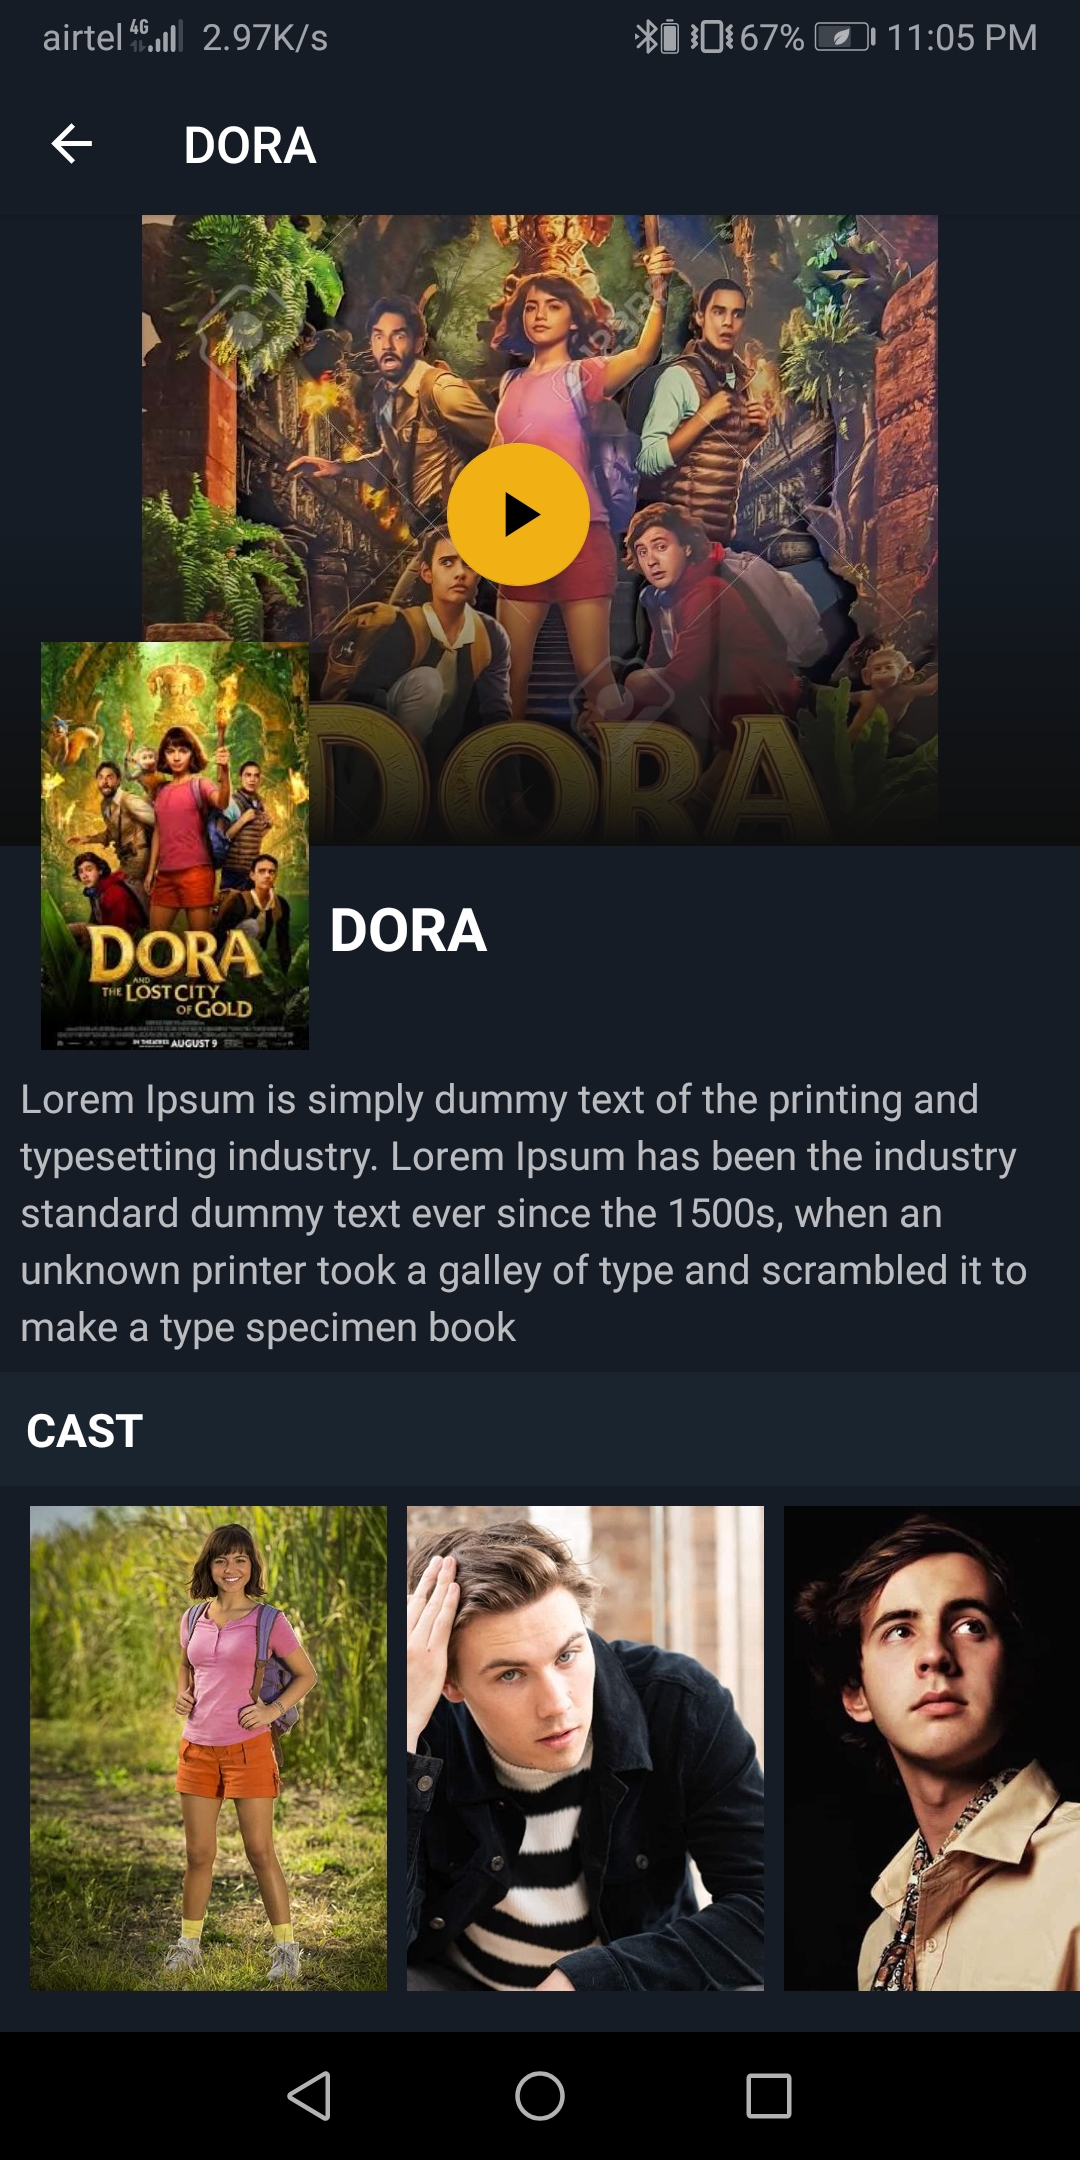 airtel 4G 2.97K/s 67% 11:05 PM
DORA
123RF
DORA
DORA
AND
THE LOST CITY
OF GOLD
IN THEATRES AUGUST 9
DORA
Lorem Ipsum is simply dummy text of the printing and
typesetting industry. Lorem Ipsum has been the industry
standard dummy text ever since the 1500s, when an
unknown printer took a galley of type and scrambled it to
make a type specimen book
CAST